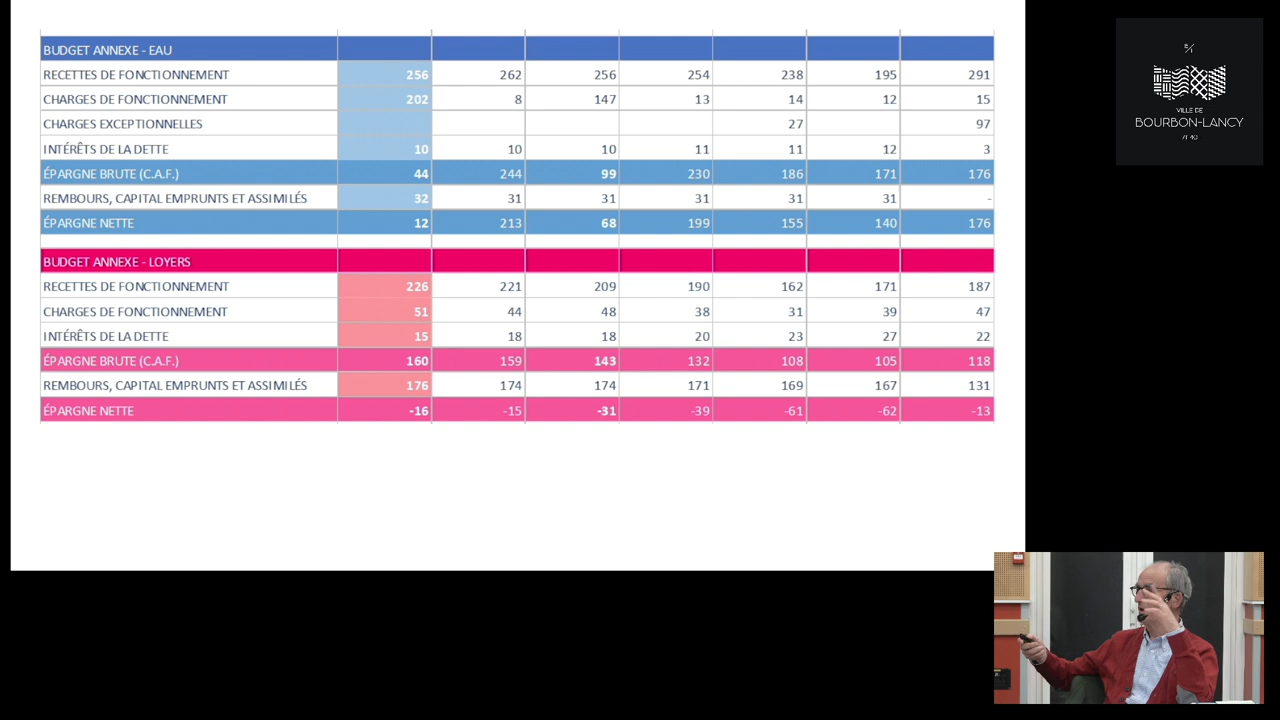 BUDGET ANNEXE - EAU
RECETTES DE FONCTIONNEMENT 256 262 256 254 238 195 291
CHARGES DE FONCTIONNEMENT 202 8 147 13 14 12 15
CHARGES EXCEPTIONNELLES 27 97
INTÉRÊTS DE LA DETTE 10 10 10 11 11 12 3
ÉPARGNE BRUTE (C.A.F.) 44 244 99 230 186 171 176
REMBOURS, CAPITAL EMPRUNTS ET ASSIMILÉS 32 31 31 31 31 31 -
ÉPARGNE NETTE 12 213 68 199 155 140 176
BUDGET ANNEXE - LOYERS
RECETTES DE FONCTIONNEMENT 226 221 209 190 162 171 187
CHARGES DE FONCTIONNEMENT 51 44 48 38 31 39 47
INTÉRÊTS DE LA DETTE 15 18 18 20 23 27 22
ÉPARGNE BRUTE (C.A.F.) 160 159 143 132 108 105 118
REMBOURS, CAPITAL EMPRUNTS ET ASSIMILÉS 176 174 174 171 169 167 131
ÉPARGNE NETTE -16 -15 -31 -39 -61 -62 -13
VILLE DE
BOURBON-LANCY